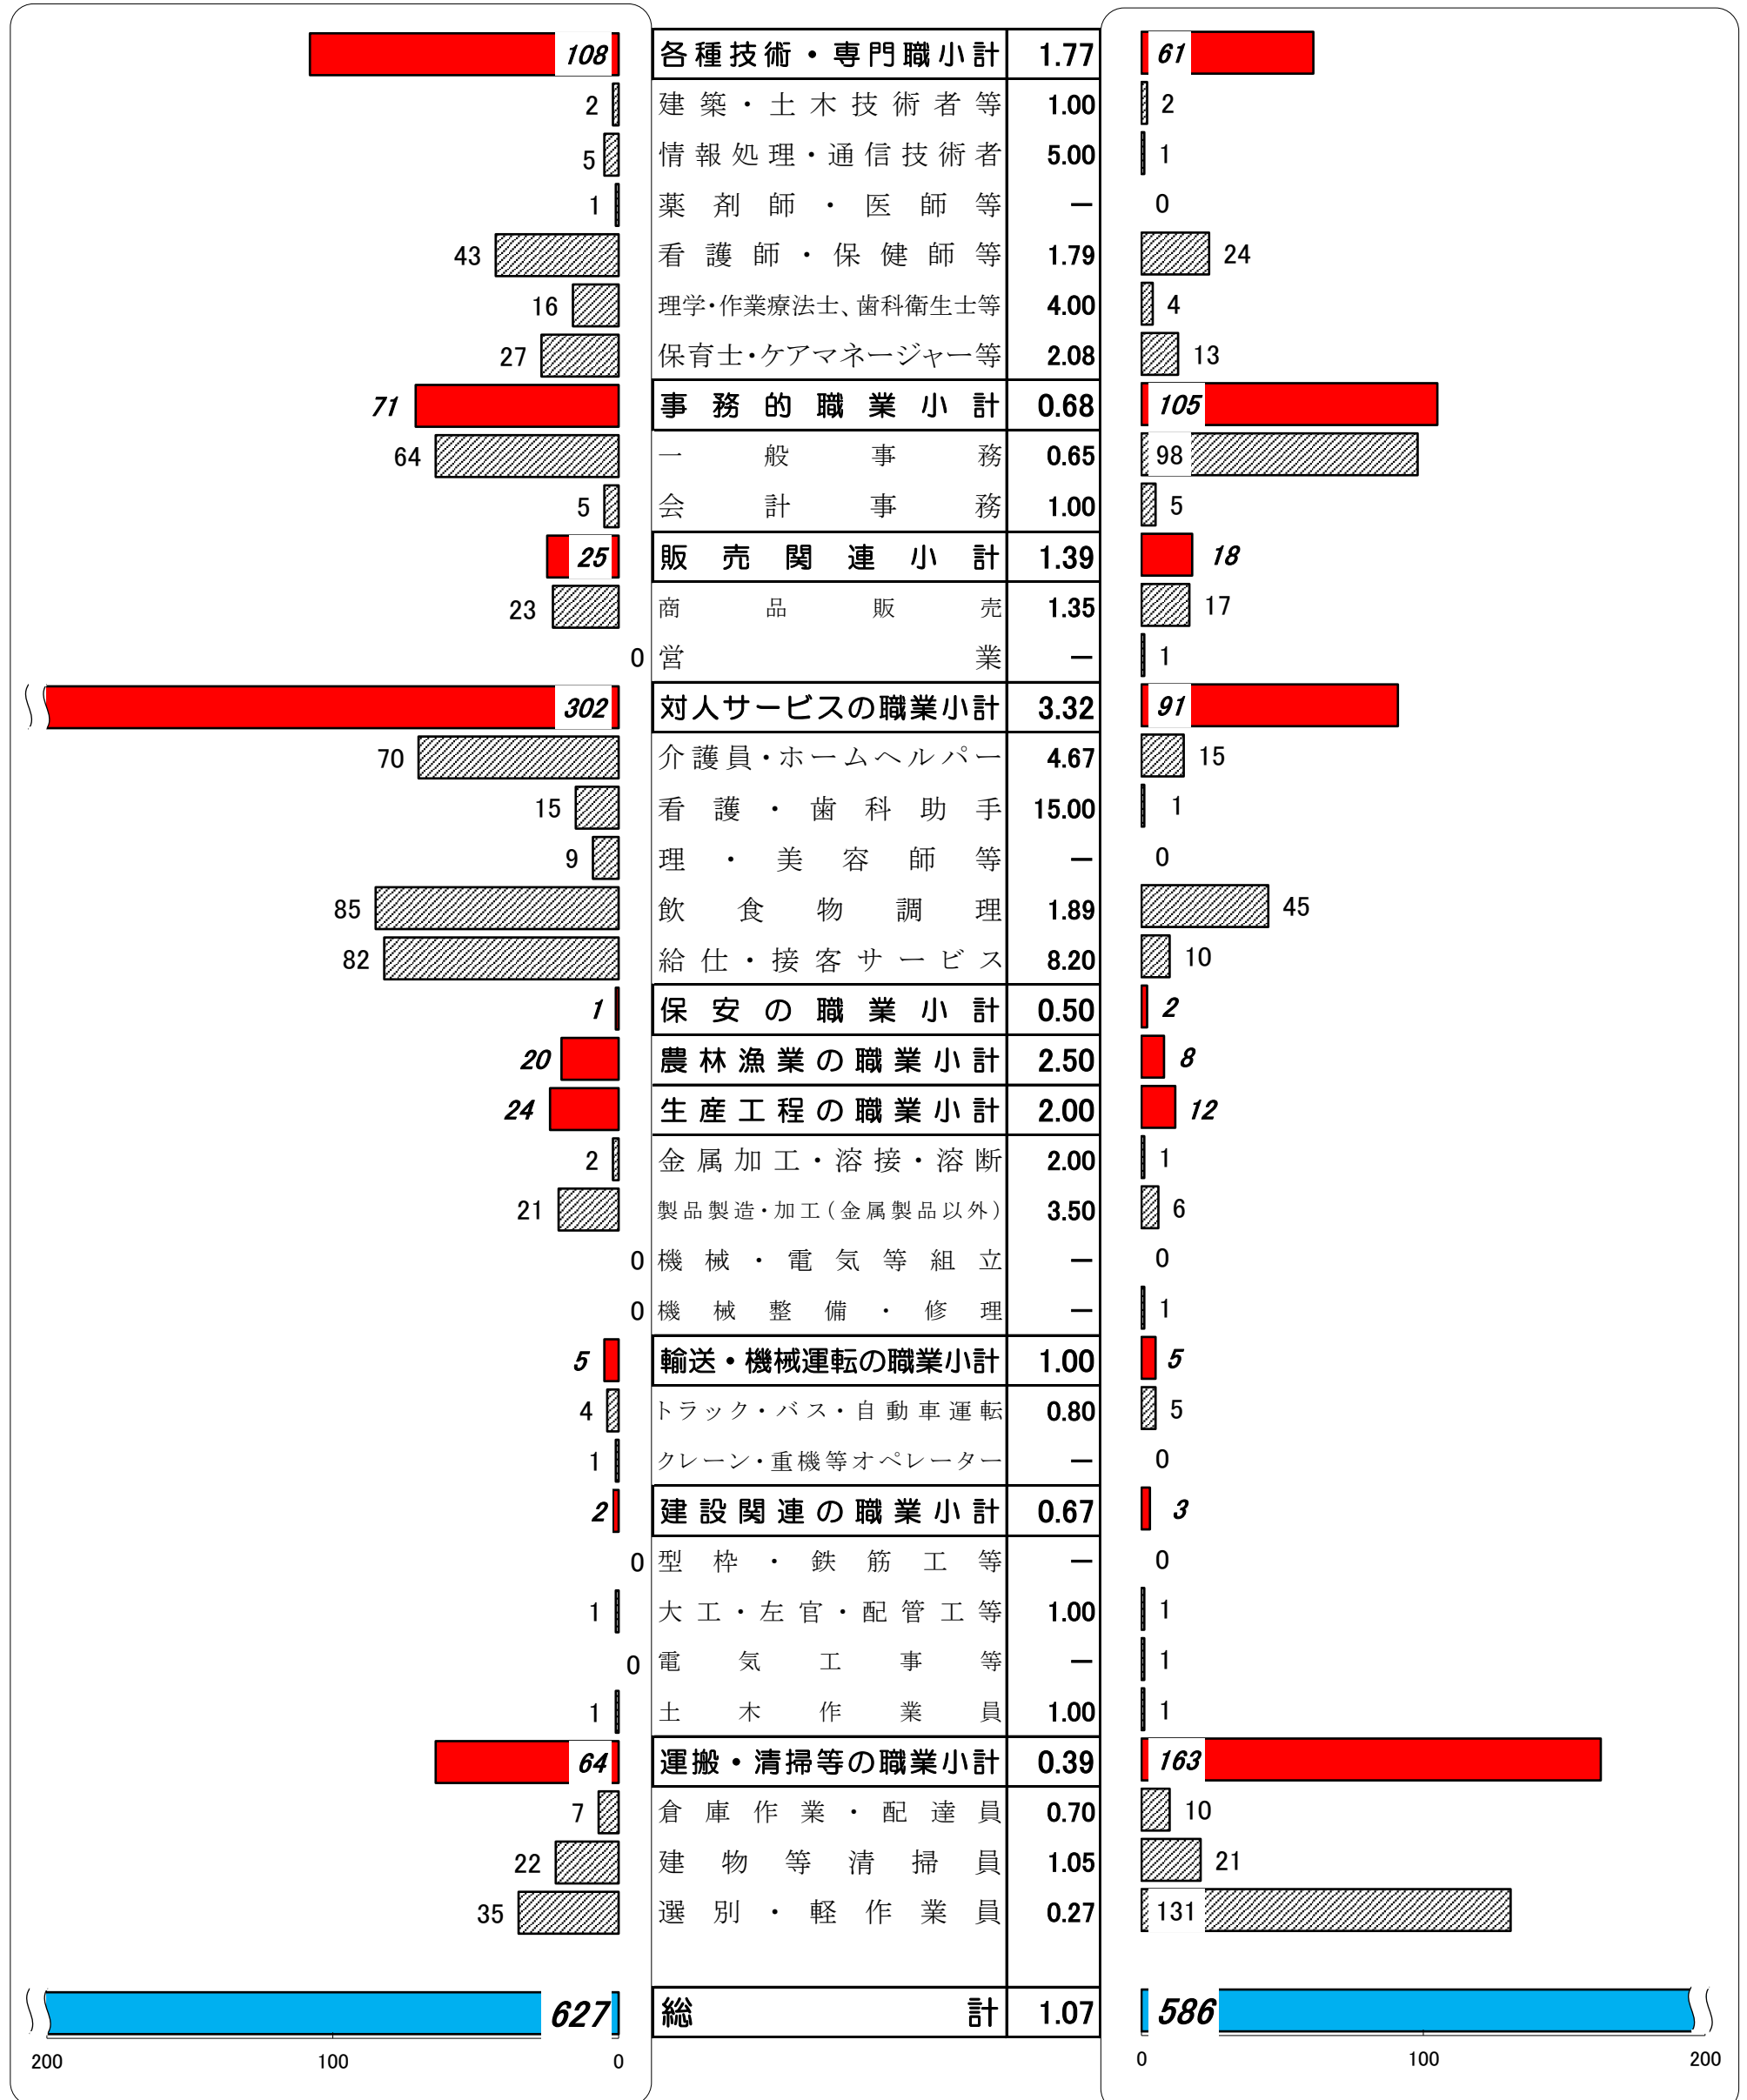 108 各種技術・専門職小計 1.77 61
2 建築・土木技術者等 1.00 2
5 情報処理・通信技術者 5.00 1
1 薬剤師・医師等 ― 0
43 看護師・保健師等 1.79 24
16 理学・作業療法士、歯科衛生士等 4.00 4
27 保育士・ケアマネージャー等 2.08 13
71 事務的職業小計 0.68 105
64 一般事務 0.65 98
5 会計事務 1.00 5
25 販売関連小計 1.39 18
23 商品販売 1.35 17
0 営業 ― 1
302 対人サービスの職業小計 3.32 91
70 介護員・ホームヘルパー 4.67 15
15 看護・歯科助手 15.00 1
9 理・美容師等 ― 0
85 飲食物調理 1.89 45
82 給仕・接客サービス 8.20 10
1 保安の職業小計 0.50 2
20 農林漁業の職業小計 2.50 8
24 生産工程の職業小計 2.00 12
2 金属加工・溶接・溶断 2.00 1
21 製品製造・加工(金属製品以外) 3.50 6
0 機械・電気等組立 ― 0
0 機械整備・修理 ― 1
5 輸送・機械運転の職業小計 1.00 5
4 トラック・バス・自動車運転 0.80 5
1 クレーン・重機等オペレーター ― 0
2 建設関連の職業小計 0.67 3
0 型枠・鉄筋工等 ― 0
1 大工・左官・配管工等 1.00 1
0 電気工事等 ― 1
1 土木作業員 1.00 1
64 運搬・清掃等の職業小計 0.39 163
7 倉庫作業・配達員 0.70 10
22 建物等清掃員 1.05 21
35 選別・軽作業員 0.27 131
627 総計 1.07 586
200 100 0 0 100 200